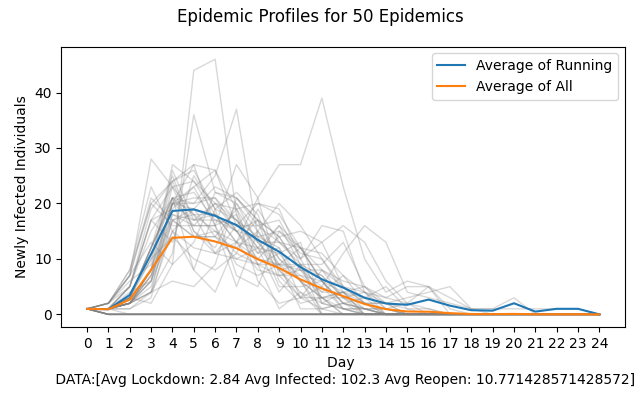 Epidemic Profiles for 50 Epidemics
Average of Running
Average of All
Newly Infected Individuals
40
30
20
10
0
0 1 2 3 4 5 6 7 8 9 10 11 12 13 14 15 16 17 18 19 20 21 22 23 24
Day
DATA:[Avg Lockdown: 2.84 Avg Infected: 102.3 Avg Reopen: 10.771428571428572]